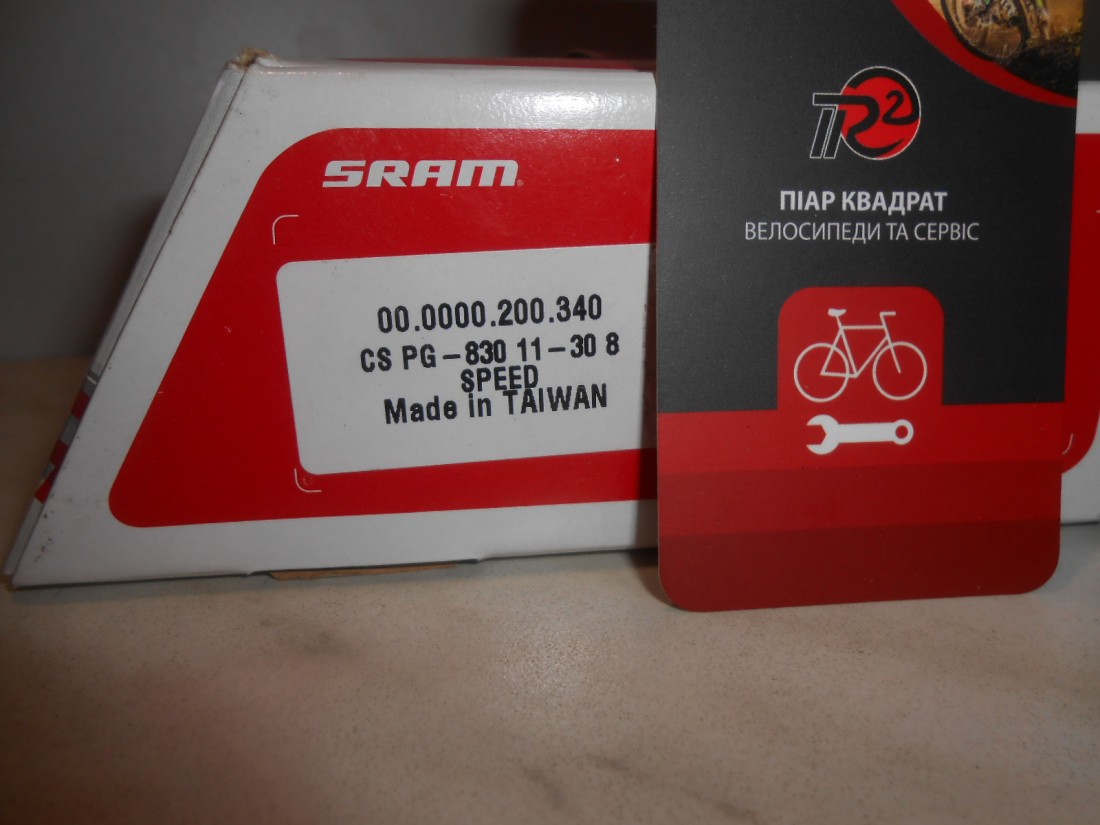 SRAM
00.0000.200.340
CS PG-830 11-30 8
SPEED
Made in TAIWAN
ПR2
ПІАР КВАДРАТ
ВЕЛОСИПЕДИ ТА СЕРВІС